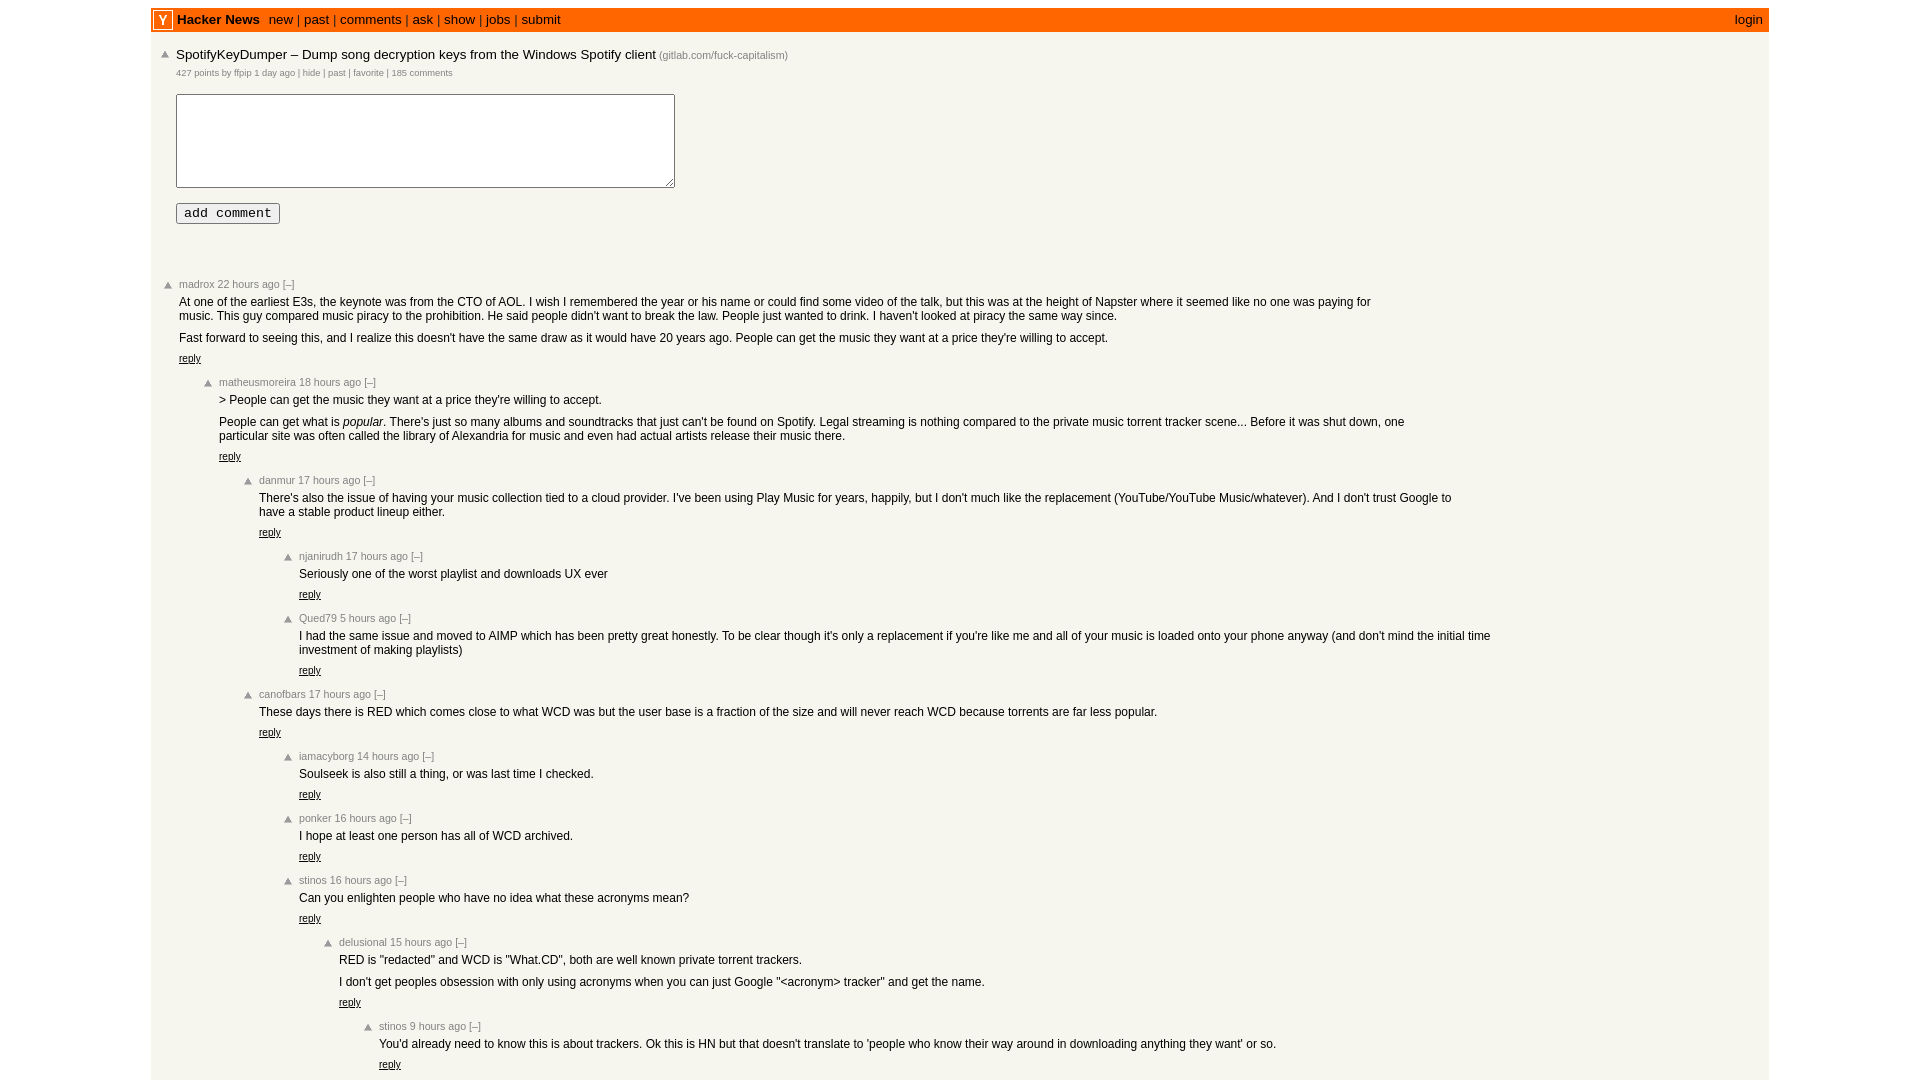 Y Hacker News new | past | comments | ask | show | jobs | submit login
SpotifyKeyDumper – Dump song decryption keys from the Windows Spotify client (gitlab.com/fuck-capitalism)
427 points by ffpip 1 day ago | hide | past | favorite | 185 comments
add comment
madrox 22 hours ago [–]
At one of the earliest E3s, the keynote was from the CTO of AOL. I wish I remembered the year or his name or could find some video of the talk, but this was at the height of Napster where it seemed like no one was paying for
music. This guy compared music piracy to the prohibition. He said people didn't want to break the law. People just wanted to drink. I haven't looked at piracy the same way since.
Fast forward to seeing this, and I realize this doesn't have the same draw as it would have 20 years ago. People can get the music they want at a price they're willing to accept.
reply
matheusmoreira 18 hours ago [–]
> People can get the music they want at a price they're willing to accept.
People can get what is popular. There's just so many albums and soundtracks that just can't be found on Spotify. Legal streaming is nothing compared to the private music torrent tracker scene... Before it was shut down, one
particular site was often called the library of Alexandria for music and even had actual artists release their music there.
reply
danmur 17 hours ago [–]
There's also the issue of having your music collection tied to a cloud provider. I've been using Play Music for years, happily, but I don't much like the replacement (YouTube/YouTube Music/whatever). And I don't trust Google to
have a stable product lineup either.
reply
njanirudh 17 hours ago [–]
Seriously one of the worst playlist and downloads UX ever
reply
Qued79 5 hours ago [–]
I had the same issue and moved to AIMP which has been pretty great honestly. To be clear though it's only a replacement if you're like me and all of your music is loaded onto your phone anyway (and don't mind the initial time
investment of making playlists)
reply
canofbars 17 hours ago [–]
These days there is RED which comes close to what WCD was but the user base is a fraction of the size and will never reach WCD because torrents are far less popular.
reply
iamacyborg 14 hours ago [–]
Soulseek is also still a thing, or was last time I checked.
reply
ponker 16 hours ago [–]
I hope at least one person has all of WCD archived.
reply
stinos 16 hours ago [–]
Can you enlighten people who have no idea what these acronyms mean?
reply
delusional 15 hours ago [–]
RED is "redacted" and WCD is "What.CD", both are well known private torrent trackers.
I don't get peoples obsession with only using acronyms when you can just Google "<acronym> tracker" and get the name.
reply
stinos 9 hours ago [–]
You'd already need to know this is about trackers. Ok this is HN but that doesn't translate to 'people who know their way around in downloading anything they want' or so.
reply